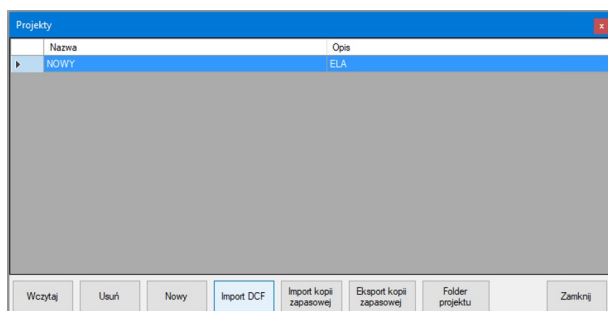 Projekty
Nazwa Opis
NOWY ELA
Wczytaj Usuń Nowy Import DCF Import kopii zapasowej Eksport kopii zapasowej Folder projektu Zamknij